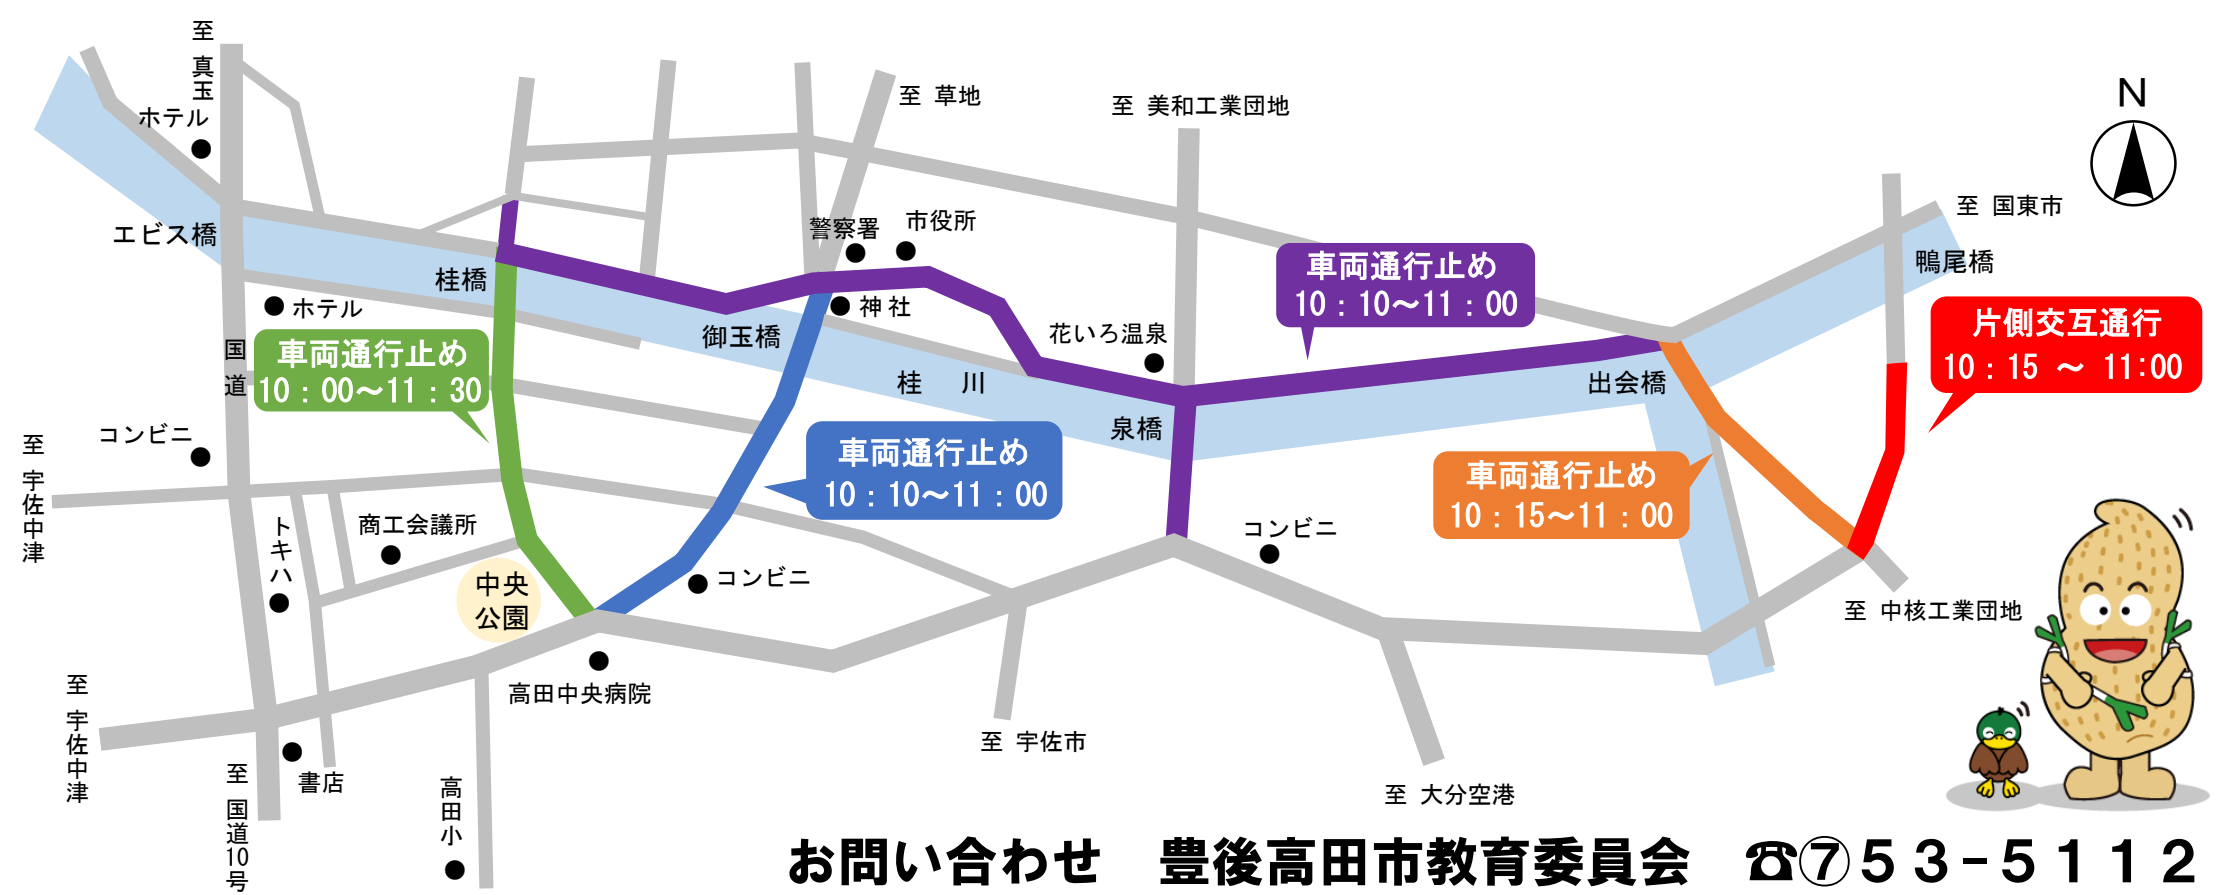 至 真玉
ホテル
至 草地
至 美和工業団地
N
至 国東市
エビス橋
警察署
市役所
鴨尾橋
桂橋
車両通行止め
10：10～11：00
ホテル
神社
片側交互通行
10：15 ～ 11:00
御玉橋
花いろ温泉
国道
車両通行止め
10：00～11：30
桂 川
出会橋
コンビニ
泉橋
至 宇佐中津
車両通行止め
10：10～11：00
車両通行止め
10：15～11：00
トキハ
商工会議所
コンビニ
中央
公園
コンビニ
至 中核工業団地
高田中央病院
至 宇佐中津
至 宇佐市
書店
至 国道10号
高田小
至 大分空港
お問い合わせ 豊後高田市教育委員会 ☎⑦５３−５１１２